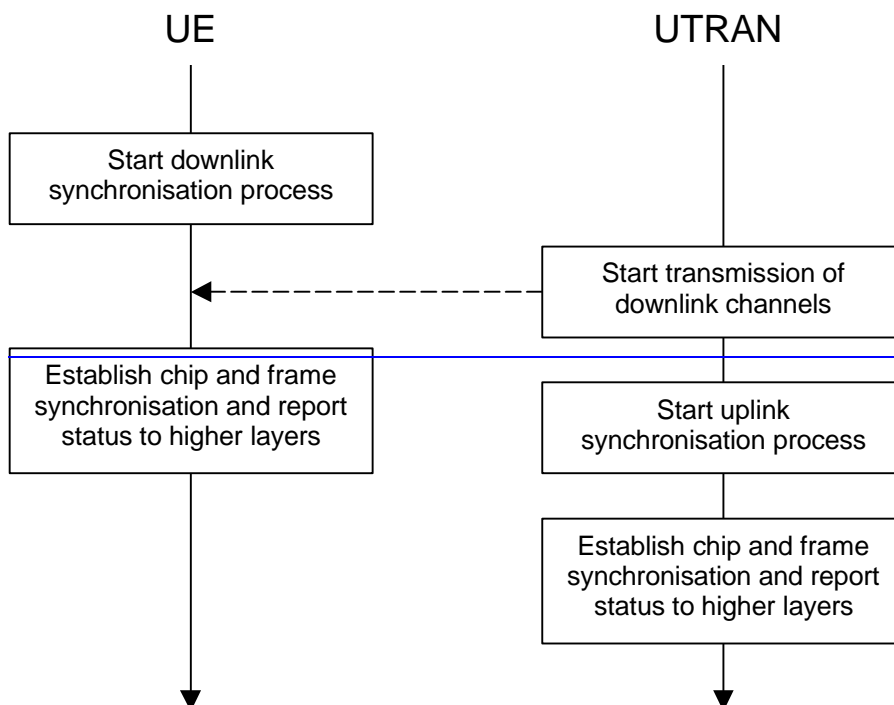 UE
UTRAN
Start downlink
synchronisation process
Start transmission of
downlink channels
Establish chip and frame
synchronisation and report
status to higher layers
Start uplink
synchronisation process
Establish chip and frame
synchronisation and report
status to higher layers